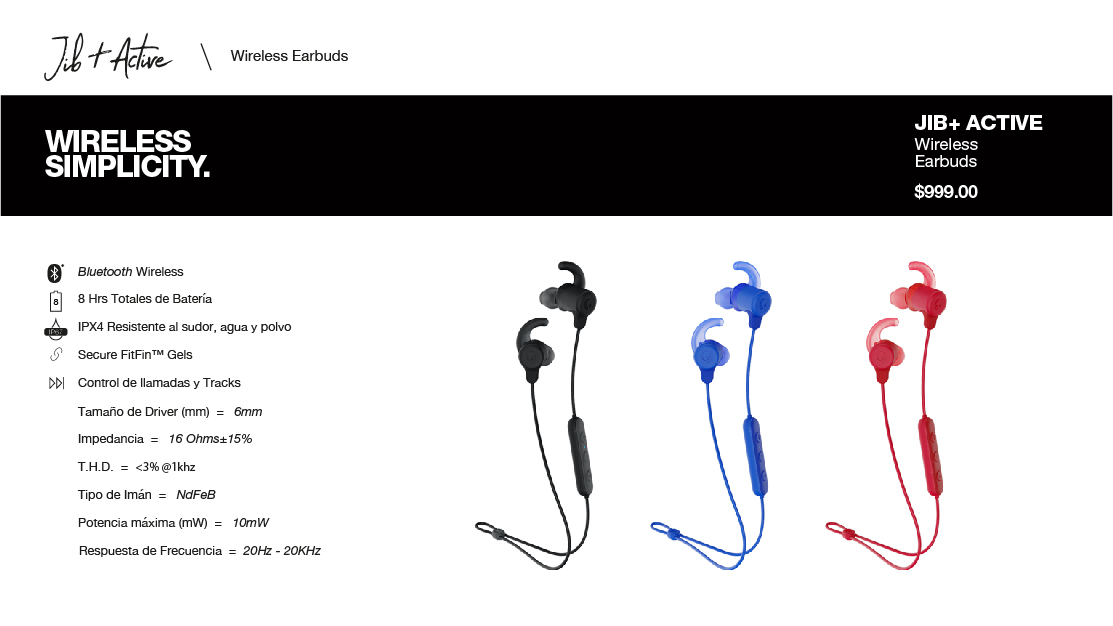 Jib + Active \ Wireless Earbuds
WIRELESS
SIMPLICITY.
JIB+ ACTIVE
Wireless
Earbuds
$999.00
Bluetooth Wireless
8
8 Hrs Totales de Batería
IP67
IPX4 Resistente al sudor, agua y polvo
Secure FitFin™ Gels
Control de llamadas y Tracks
Tamaño de Driver (mm) = 6mm
Impedancia = 16 Ohms±15%
T.H.D. = <3% @1khz
Tipo de Imán = NdFeB
Potencia máxima (mW) = 10mW
Respuesta de Frecuencia = 20Hz - 20KHz